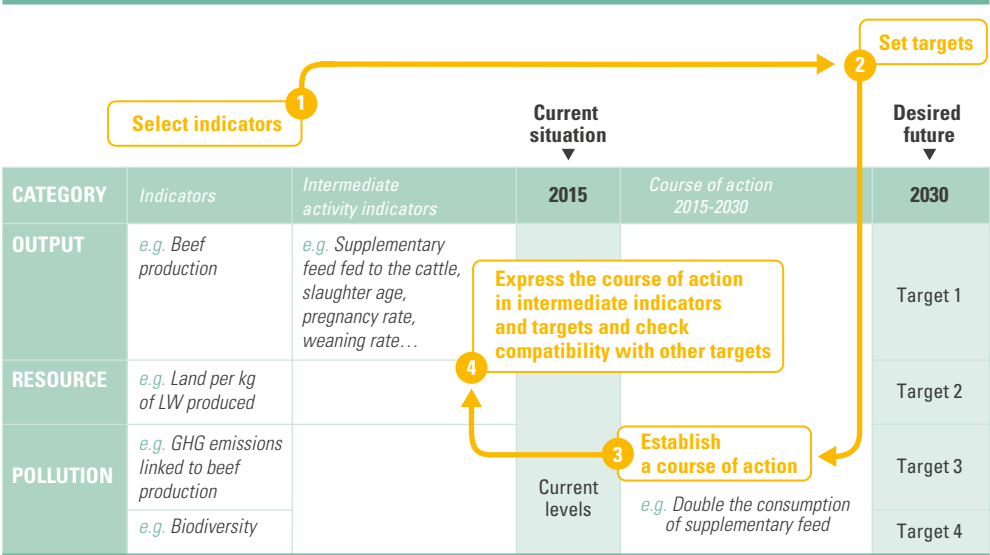 Set targets
2
1
Select indicators
Current
situation
Desired
future
CATEGORY
Indicators
Intermediate
activity indicators
2015
Course of action
2015-2030
2030
OUTPUT
e.g. Beef
production
e.g. Supplementary
feed fed to the cattle,
slaughter age,
pregnancy rate,
weaning rate…
Express the course of action
in intermediate indicators
and targets and check
compatibility with other targets
4
Target 1
RESOURCE
e.g. Land per kg
of LW produced
Target 2
POLLUTION
e.g. GHG emissions
linked to beef
production
3
Establish
a course of action
Target 3
Current
levels
e.g. Double the consumption
of supplementary feed
e.g. Biodiversity
Target 4